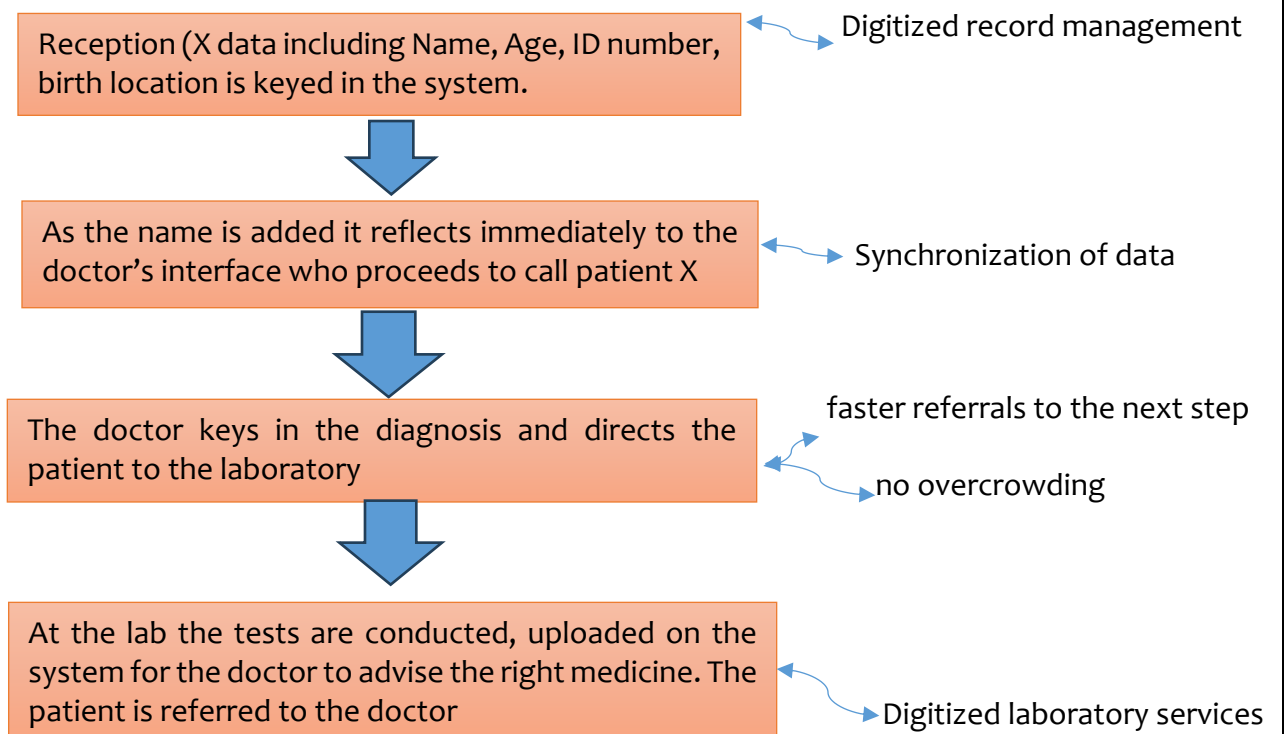 Reception (X data including Name, Age, ID number,
birth location is keyed in the system.
Digitized record management
As the name is added it reflects immediately to the
doctor’s interface who proceeds to call patient X
Synchronization of data
The doctor keys in the diagnosis and directs the
patient to the laboratory
faster referrals to the next step
no overcrowding
At the lab the tests are conducted, uploaded on the
system for the doctor to advise the right medicine. The
patient is referred to the doctor
Digitized laboratory services